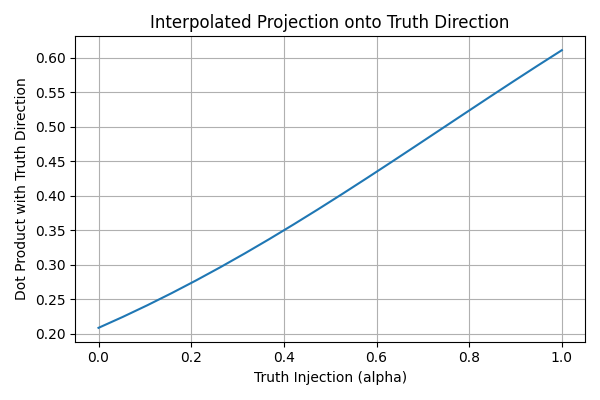 Interpolated Projection onto Truth Direction
Dot Product with Truth Direction
0.60
0.55
0.50
0.45
0.40
0.35
0.30
0.25
0.20
0.0 0.2 0.4 0.6 0.8 1.0
Truth Injection (alpha)